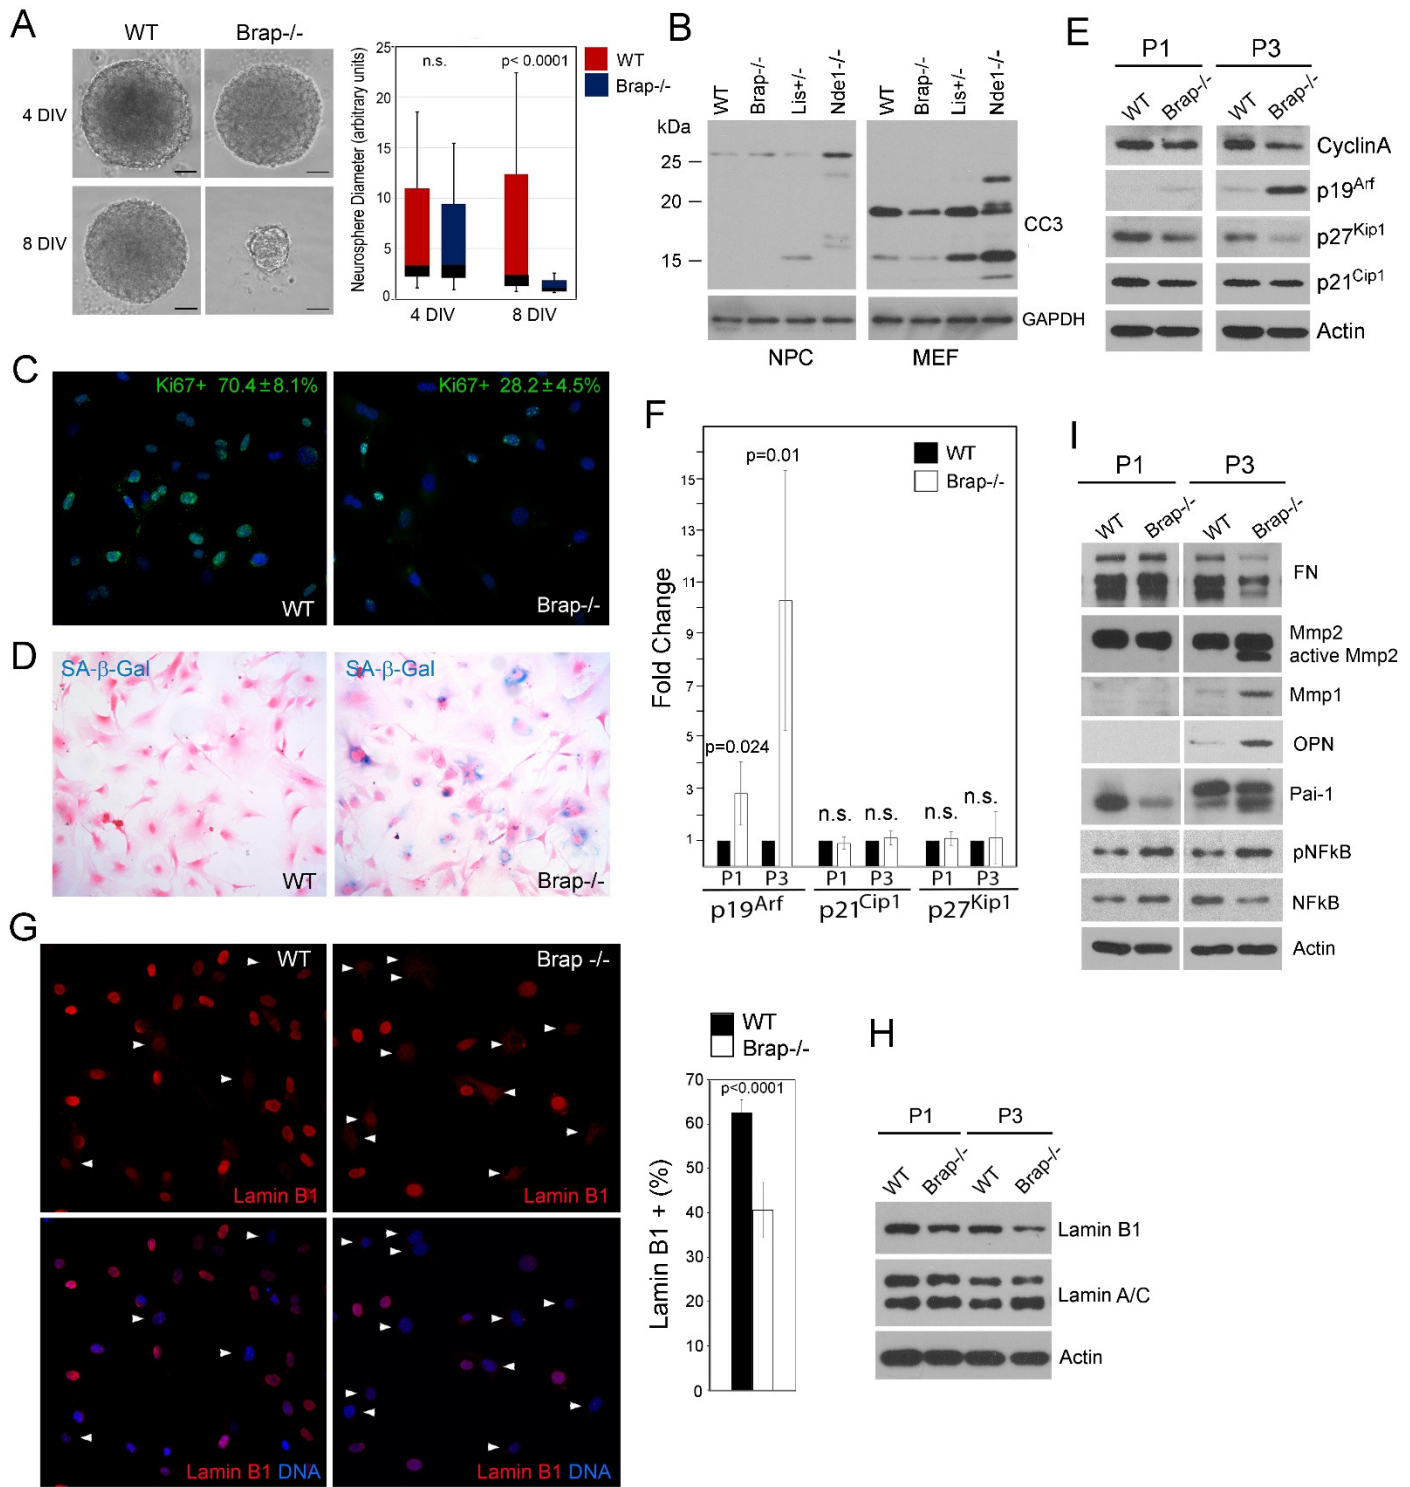 A
WT
Brap-/-
4 DIV
8 DIV
Neurosphere Diameter (arbitrary units)
25
20
15
10
5
0
n.s.
p< 0.0001
4 DIV
8 DIV
WT
Brap-/-
B
WT
Brap-/-
Lis+/-
Nde1-/-
WT
Brap-/-
Lis+/-
Nde1-/-
kDa
25
20
15
CC3
GAPDH
NPC
MEF
E
P1
P3
WT
Brap-/-
WT
Brap-/-
CyclinA
p19Arf
p27Kip1
p21Cip1
Actin
C
Ki67+ 70.4±8.1%
WT
Ki67+ 28.2±4.5%
Brap-/-
D
SA-β-Gal
WT
SA-β-Gal
Brap-/-
F
Fold Change
15
13
11
9
7
5
3
1
WT
Brap-/-
p=0.024
p=0.01
n.s.
n.s.
n.s.
n.s.
P1
P3
P1
P3
P1
P3
p19Arf
p21Cip1
p27Kip1
I
P1
P3
WT
Brap-/-
WT
Brap-/-
FN
Mmp2
active Mmp2
Mmp1
OPN
Pai-1
pNFkB
NFkB
Actin
G
WT
Lamin B1
Brap -/-
Lamin B1
Lamin B1 DNA
Lamin B1 DNA
WT
Brap-/-
Lamin B1 + (%)
70
60
50
40
30
20
10
0
p<0.0001
H
P1
P3
WT
Brap-/-
WT
Brap-/-
Lamin B1
Lamin A/C
Actin